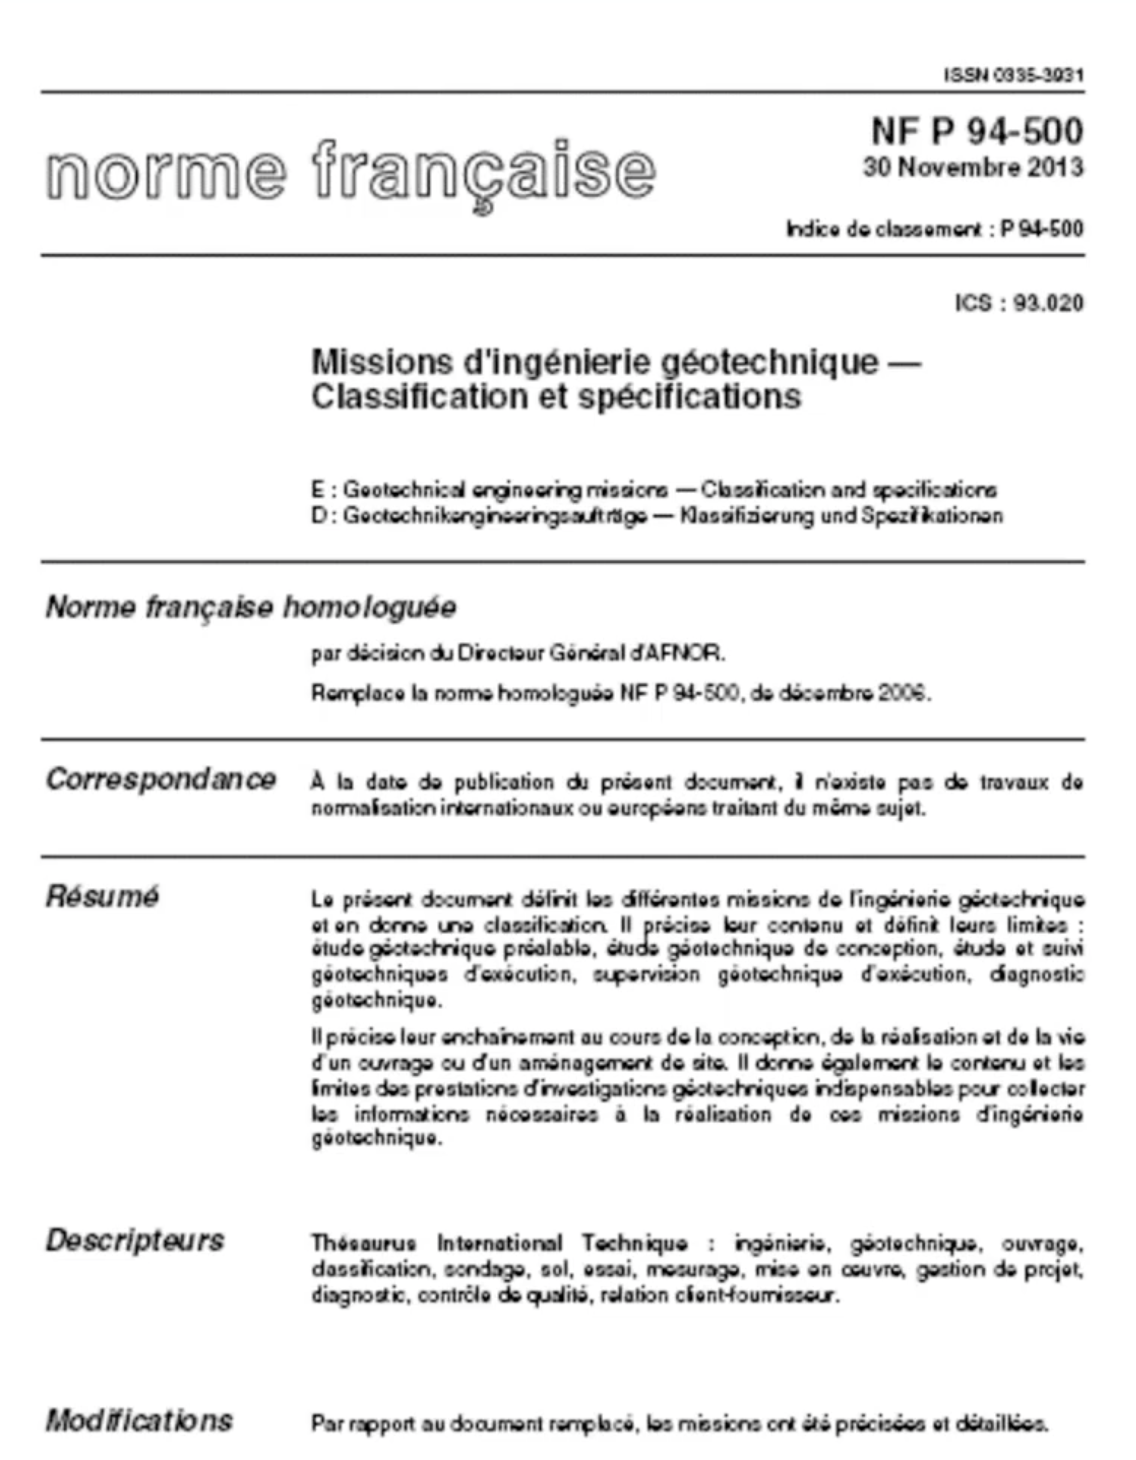 ISSN 0335-3931
norme française
NF P 94-500
30 Novembre 2013
Indice de classement : P 94-500
ICS : 93.020
Missions d'ingénierie géotechnique —
Classification et spécifications
E : Geotechnical engineering missions — Classification and specifications
D : Geotechnikengineeringsaufträge — Klassifizierung und Spezifikationen
Norme française homologuée
par décision du Directeur Général d'AFNOR.
Remplace la norme homologuée NF P 94-500, de décembre 2006.
Correspondance
À la date de publication du présent document, il n'existe pas de travaux de
normalisation internationaux ou européens traitant du même sujet.
Résumé
Le présent document définit les différentes missions de l'ingénierie géotechnique
et en donne une classification. Il précise leur contenu et définit leurs limites :
étude géotechnique préalable, étude géotechnique de conception, étude et suivi
géotechniques d'exécution, supervision géotechnique d'exécution, diagnostic
géotechnique.
Il précise leur enchaînement au cours de la conception, de la réalisation et de la vie
d'un ouvrage ou d'un aménagement de site. Il donne également le contenu et les
limites des prestations d'investigations géotechniques indispensables pour collecter
les informations nécessaires à la réalisation de ces missions d'ingénierie
géotechnique.
Descripteurs
Thésaurus International Technique : ingénierie, géotechnique, ouvrage,
classification, sondage, sol, essai, mesurage, mise en œuvre, gestion de projet,
diagnostic, contrôle de qualité, relation client-fournisseur.
Modifications
Par rapport au document remplacé, les missions ont été précisées et détaillées.